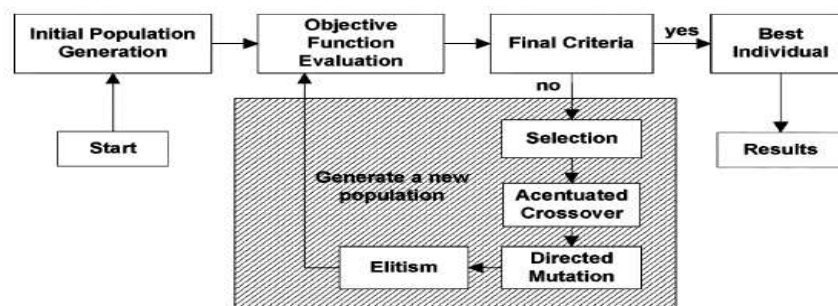 Initial Population
Generation
Objective
Function
Evaluation
Final Criteria
yes
Best
Individual
no
Start
Selection
Results
Generate a new
population
Acentuated
Crossover
Elitism
Directed
Mutation